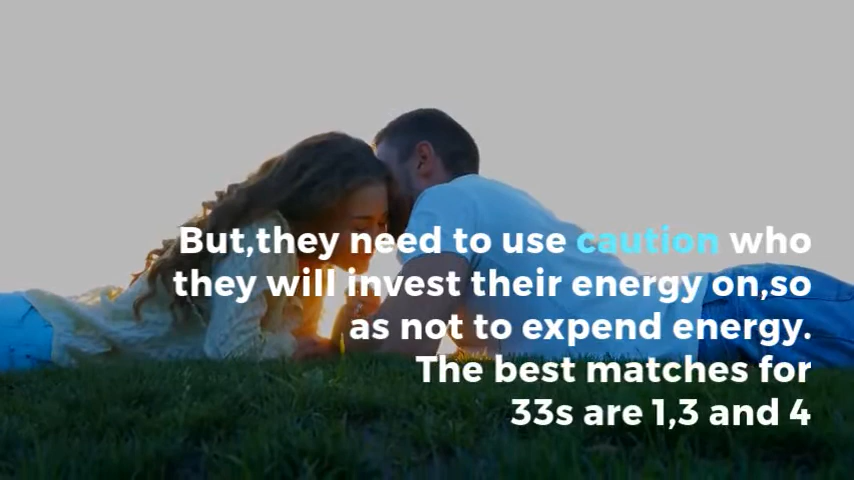 But,they need to use caution who
they will invest their energy on,so
as not to expend energy.
The best matches for
33s are 1,3 and 4